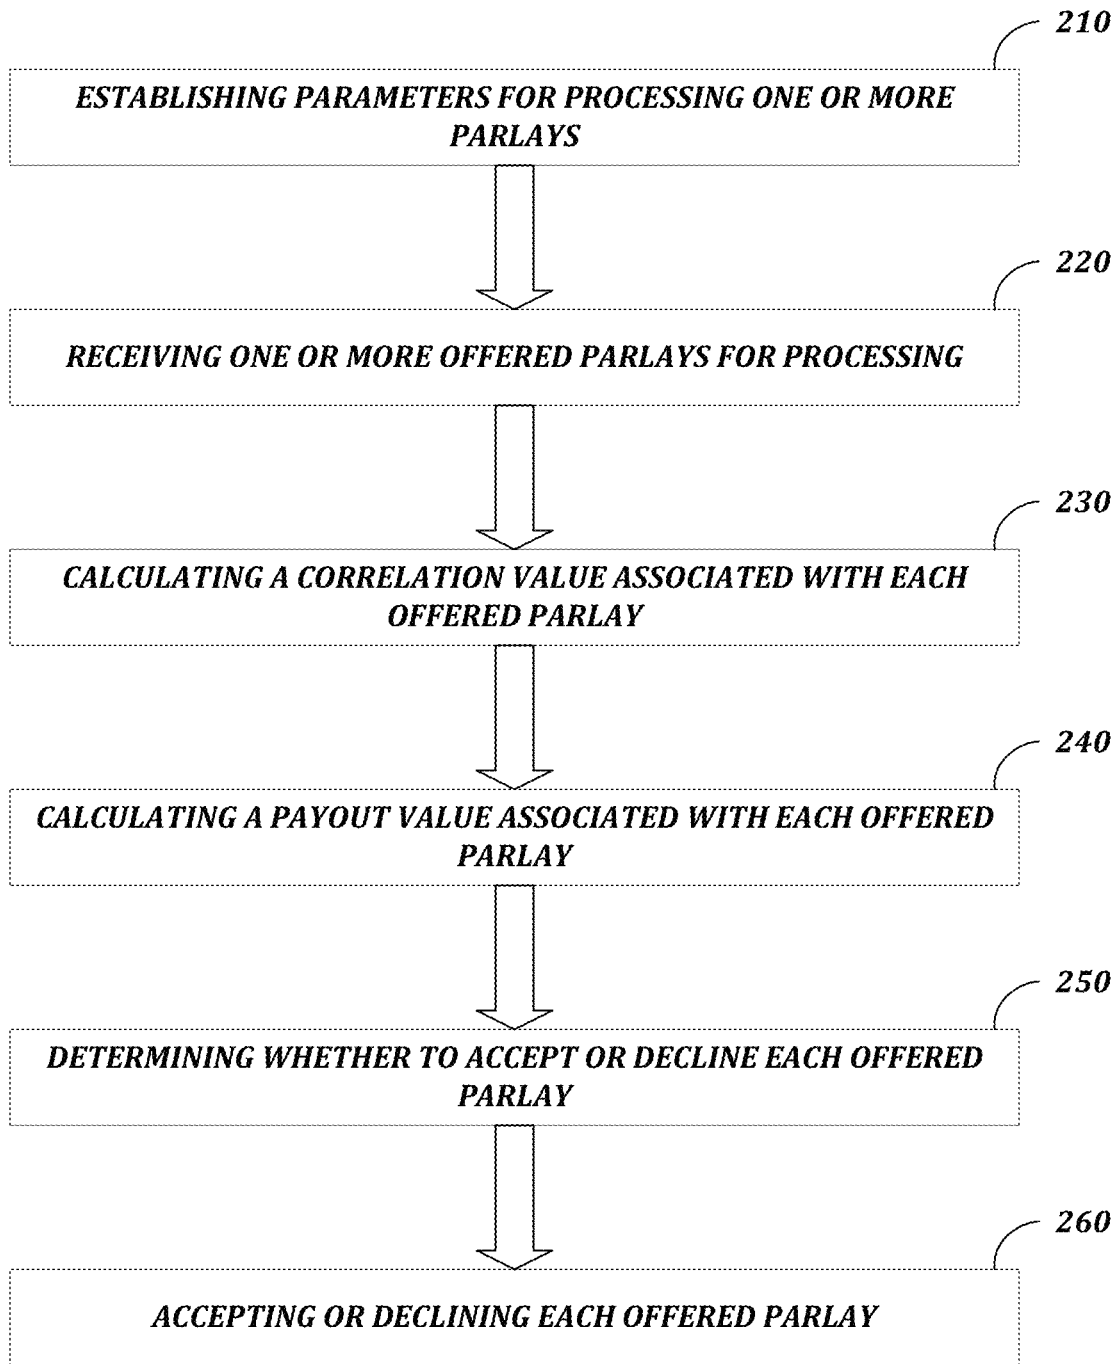 210
ESTABLISHING PARAMETERS FOR PROCESSING ONE OR MORE
PARLAYS
220
RECEIVING ONE OR MORE OFFERED PARLAYS FOR PROCESSING
230
CALCULATING A CORRELATION VALUE ASSOCIATED WITH EACH
OFFERED PARLAY
240
CALCULATING A PAYOUT VALUE ASSOCIATED WITH EACH OFFERED
PARLAY
250
DETERMINING WHETHER TO ACCEPT OR DECLINE EACH OFFERED
PARLAY
260
ACCEPTING OR DECLINING EACH OFFERED PARLAY